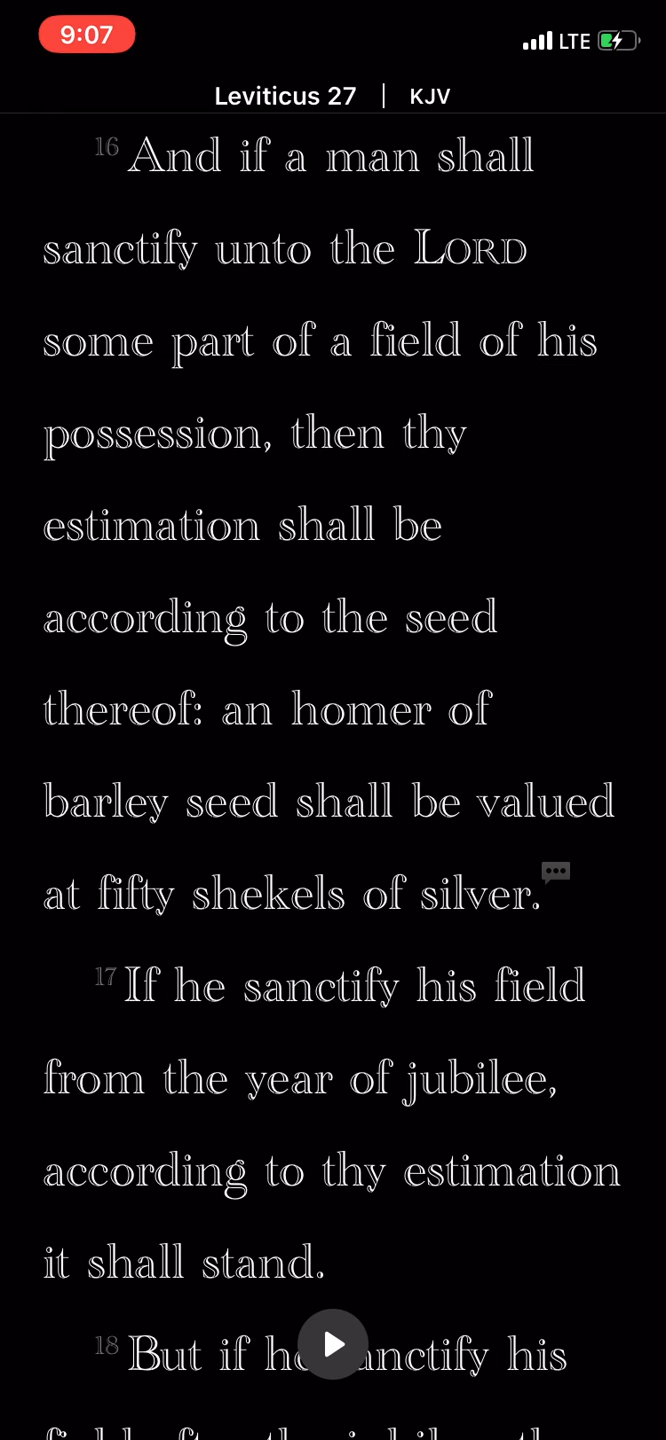 9:07 LTE
Leviticus 27 | KJV
16 And if a man shall
sanctify unto the LORD
some part of a field of his
possession, then thy
estimation shall be
according to the seed
thereof: an homer of
barley seed shall be valued
at fifty shekels of silver.
17 If he sanctify his field
from the year of jubilee,
according to thy estimation
it shall stand.
18 But if he sanctify his